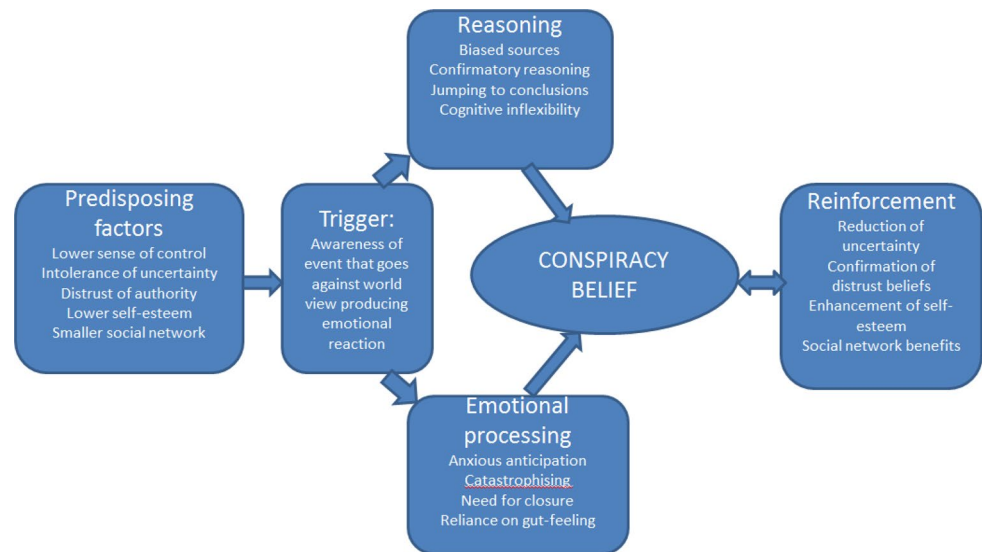 Predisposing
factors
Lower sense of control
Intolerance of uncertainty
Distrust of authority
Lower self-esteem
Smaller social network
Trigger:
Awareness of
event that goes
against world
view producing
emotional
reaction
Reasoning
Biased sources
Confirmatory reasoning
Jumping to conclusions
Cognitive inflexibility
Emotional
processing
Anxious anticipation
Catastrophising
Need for closure
Reliance on gut-feeling
CONSPIRACY
BELIEF
Reinforcement
Reduction of
uncertainty
Confirmation of
distrust beliefs
Enhancement of self-
esteem
Social network benefits